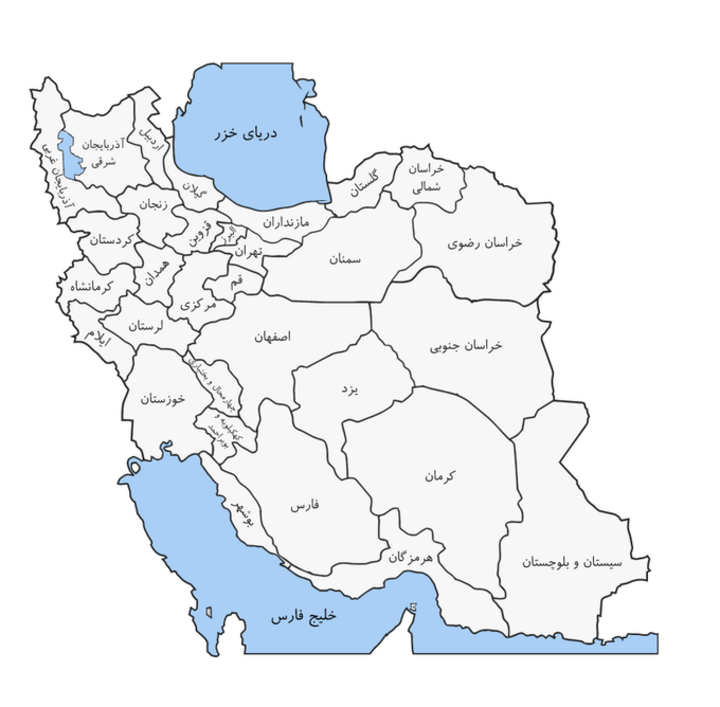 دریای خزر
آذربایجان
شرقی
اردبیل
آذربایجان غربی
گیلان
زنجان
خراسان
شمالی
گلستان
مازنداران
کردستان
قزوین
البرز
تهران
سمنان
خراسان رضوی
کرمانشاه
همدان
مرکزی
قم
ایلام
لرستان
اصفهان
خراسان جنوبی
خوزستان
چهارمحال و بختیاری
یزد
کهگیلویه و
بویراحمد
کرمان
بوشهر
فارس
هرمزگان
سیستان و بلوچستان
خلیج فارس